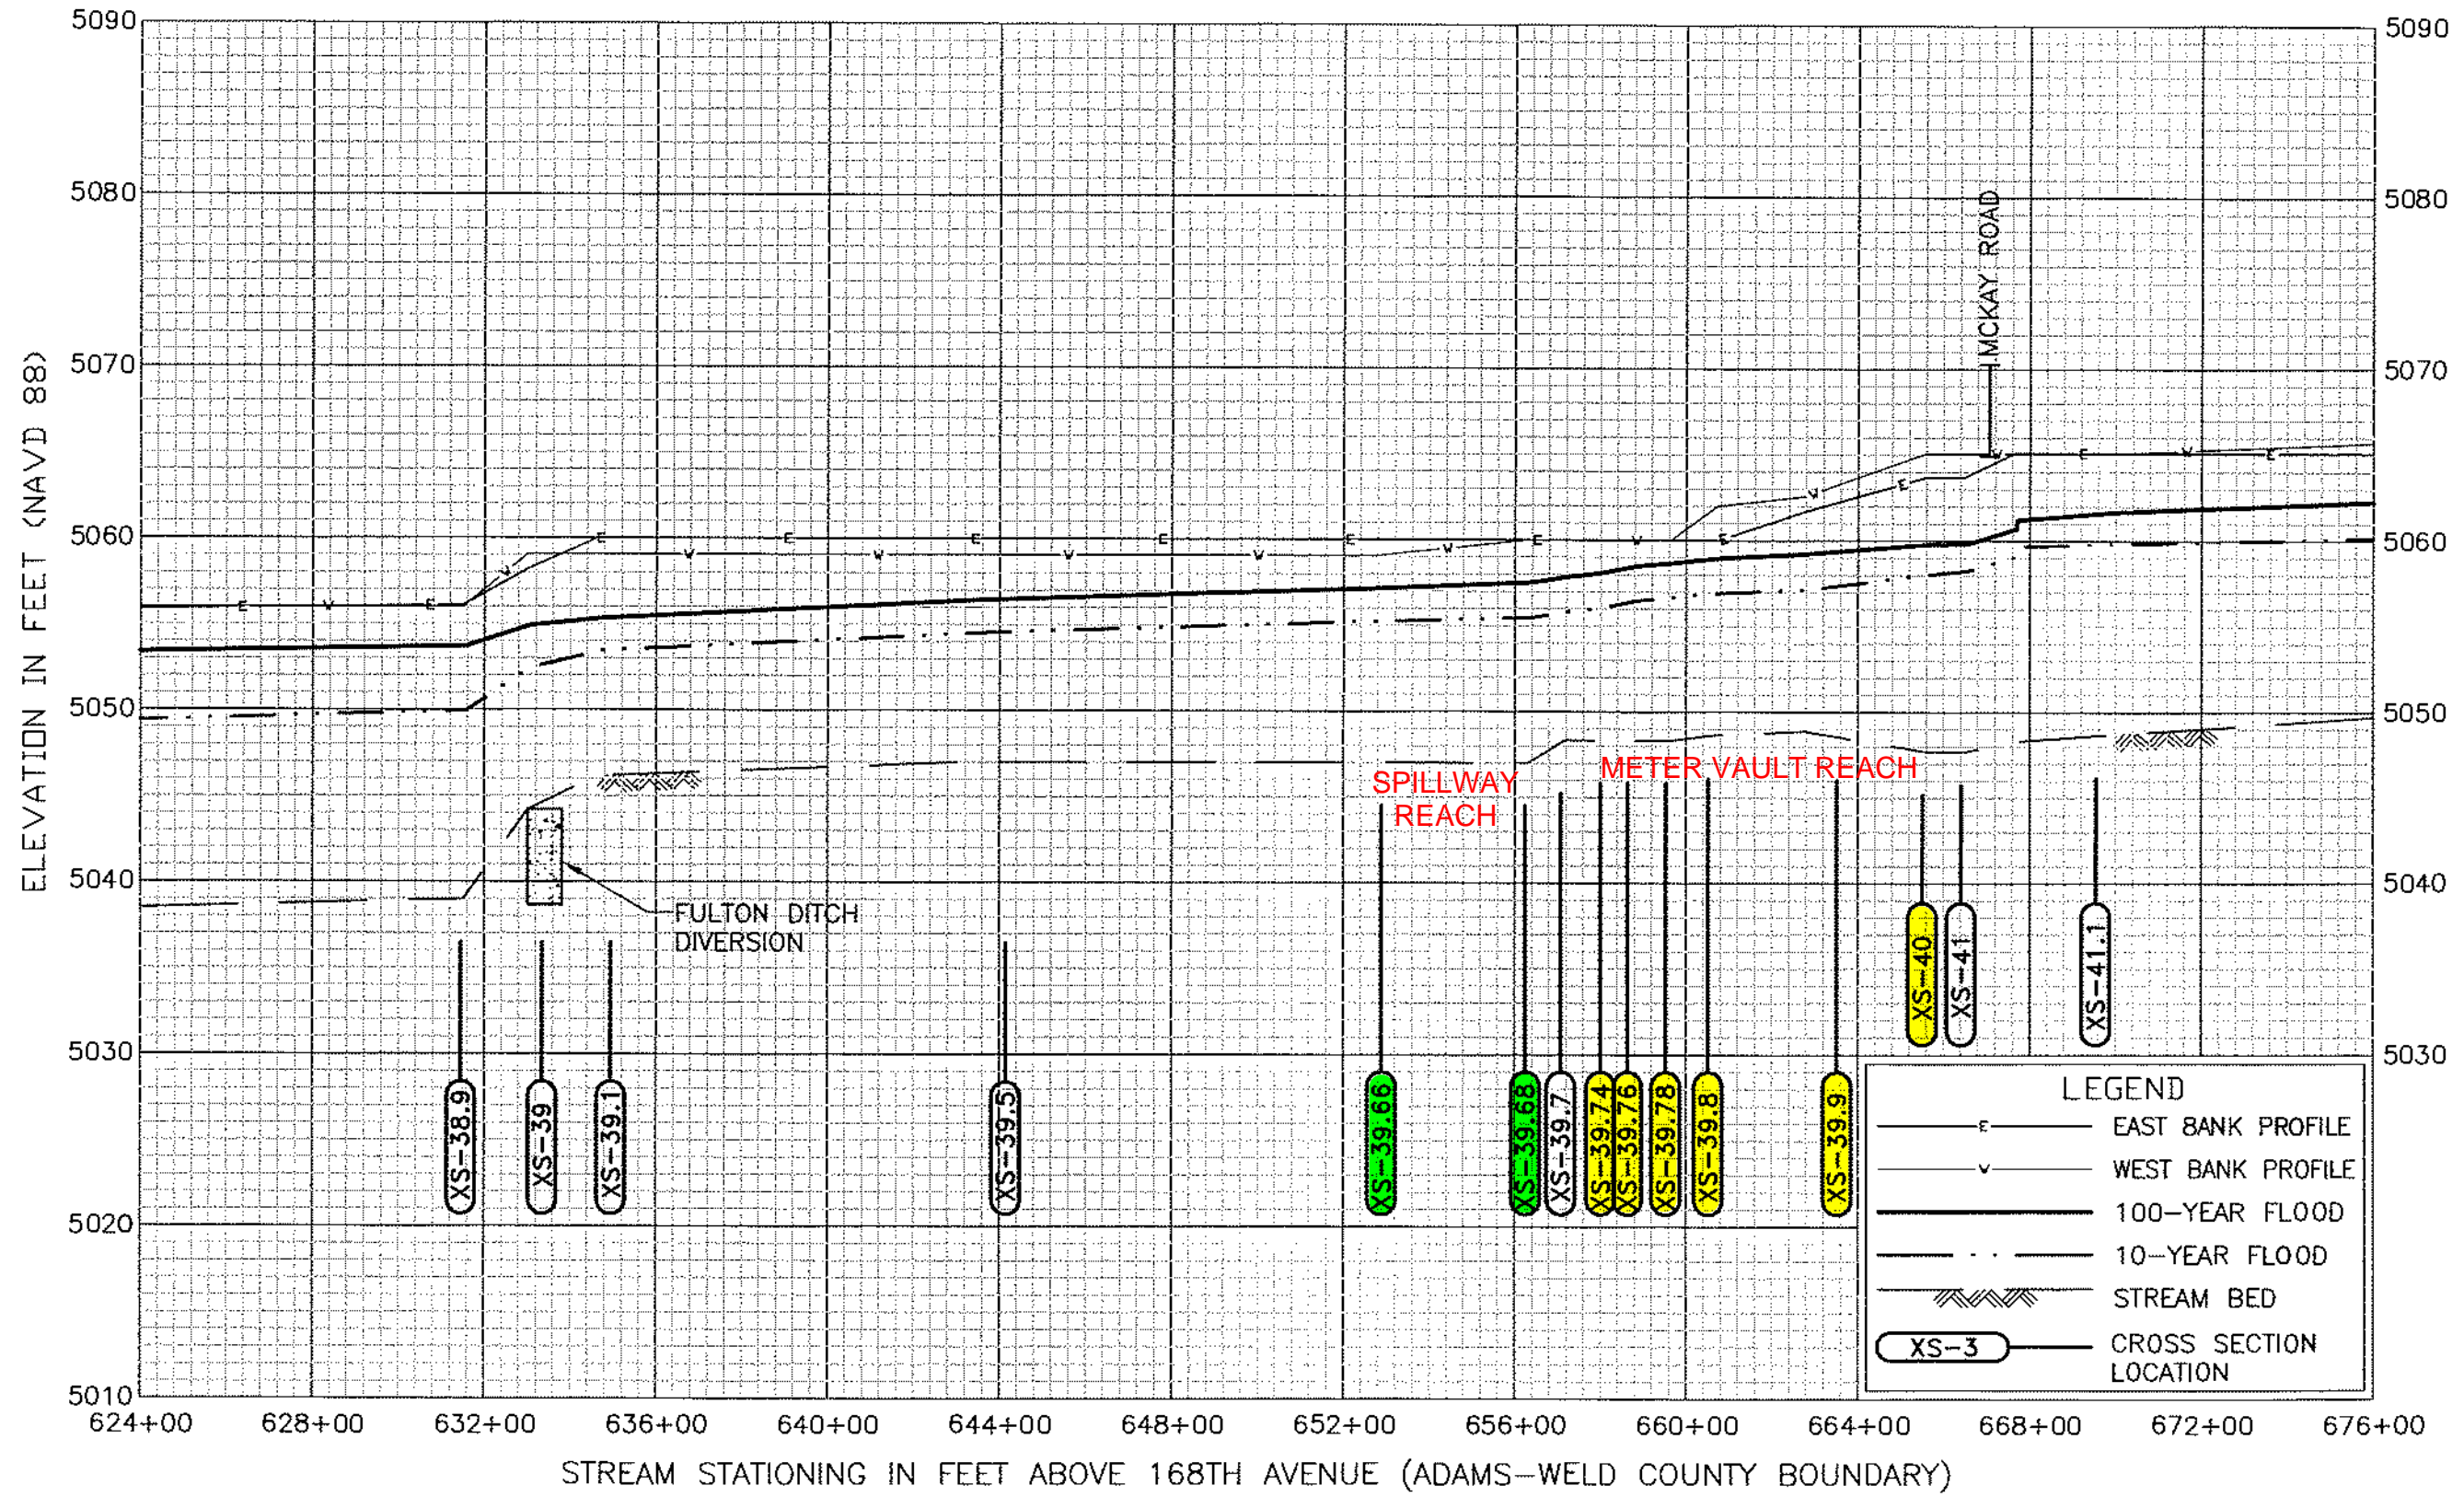 5090
5080
5070
5060
5050
5040
5030
5020
5010
ELEVATION IN FEET (NAVD 88)
5090
5080
5070
5060
5050
5040
5030
MCKAY ROAD
E
V
E
V
E
V
E
V
E
V
E
V
E
V
E
V
E
V
E
V
E
V
E
V
E
SPILLWAY
REACH
METER VAULT REACH
FULTON DITCH
DIVERSION
XS-38.9
XS-39
XS-39.1
XS-39.5
XS-39.66
XS-39.68
XS-39.7
XS-39.74
XS-39.76
XS-39.78
XS-39.8
XS-39.9
XS-40
XS-41
XS-41.1
LEGEND
E
EAST BANK PROFILE
V
WEST BANK PROFILE
100-YEAR FLOOD
10-YEAR FLOOD
STREAM BED
XS-3
CROSS SECTION
LOCATION
624+00
628+00
632+00
636+00
640+00
644+00
648+00
652+00
656+00
660+00
664+00
668+00
672+00
676+00
STREAM STATIONING IN FEET ABOVE 168TH AVENUE (ADAMS-WELD COUNTY BOUNDARY)